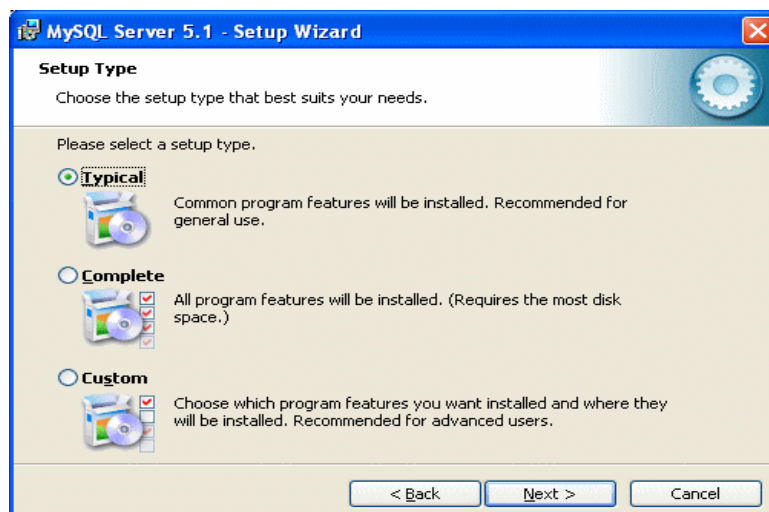 MySQL Server 5.1 - Setup Wizard
Setup Type
Choose the setup type that best suits your needs.
Please select a setup type.
Typical
Common program features will be installed. Recommended for
general use.
Complete
All program features will be installed. (Requires the most disk
space.)
Custom
Choose which program features you want installed and where they
will be installed. Recommended for advanced users.
< Back
Next >
Cancel